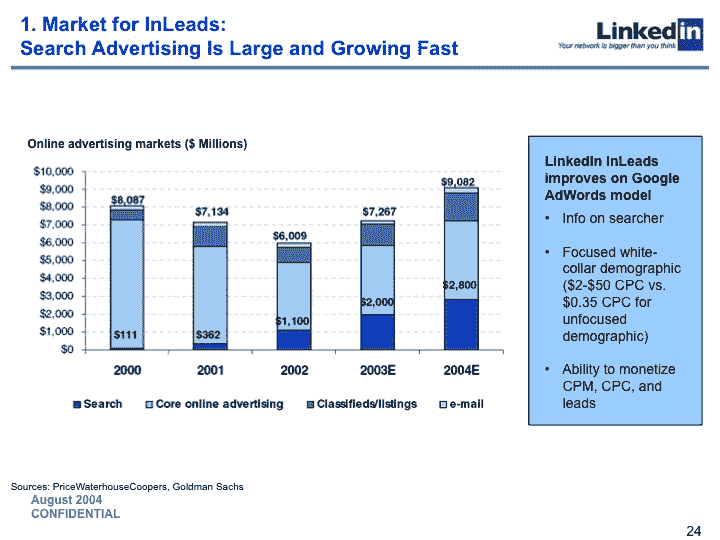 1. Market for InLeads:
Search Advertising Is Large and Growing Fast
Linked in
Your network is bigger than you think
Online advertising markets ($ Millions)
$10,000
$9,000
$8,000
$7,000
$6,000
$5,000
$4,000
$3,000
$2,000
$1,000
$0
$8,087
$7,134
$6,009
$7,267
$9,082
$111
$362
$1,100
$2,000
$2,800
2000 2001 2002 2003E 2004E
Search Core online advertising Classifieds/listings e-mail
LinkedIn InLeads
improves on Google
AdWords model
• Info on searcher
• Focused white-
collar demographic
($2-$50 CPC vs.
$0.35 CPC for
unfocused
demographic)
• Ability to monetize
CPM, CPC, and
leads
Sources: PriceWaterhouseCoopers, Goldman Sachs
August 2004
CONFIDENTIAL
24